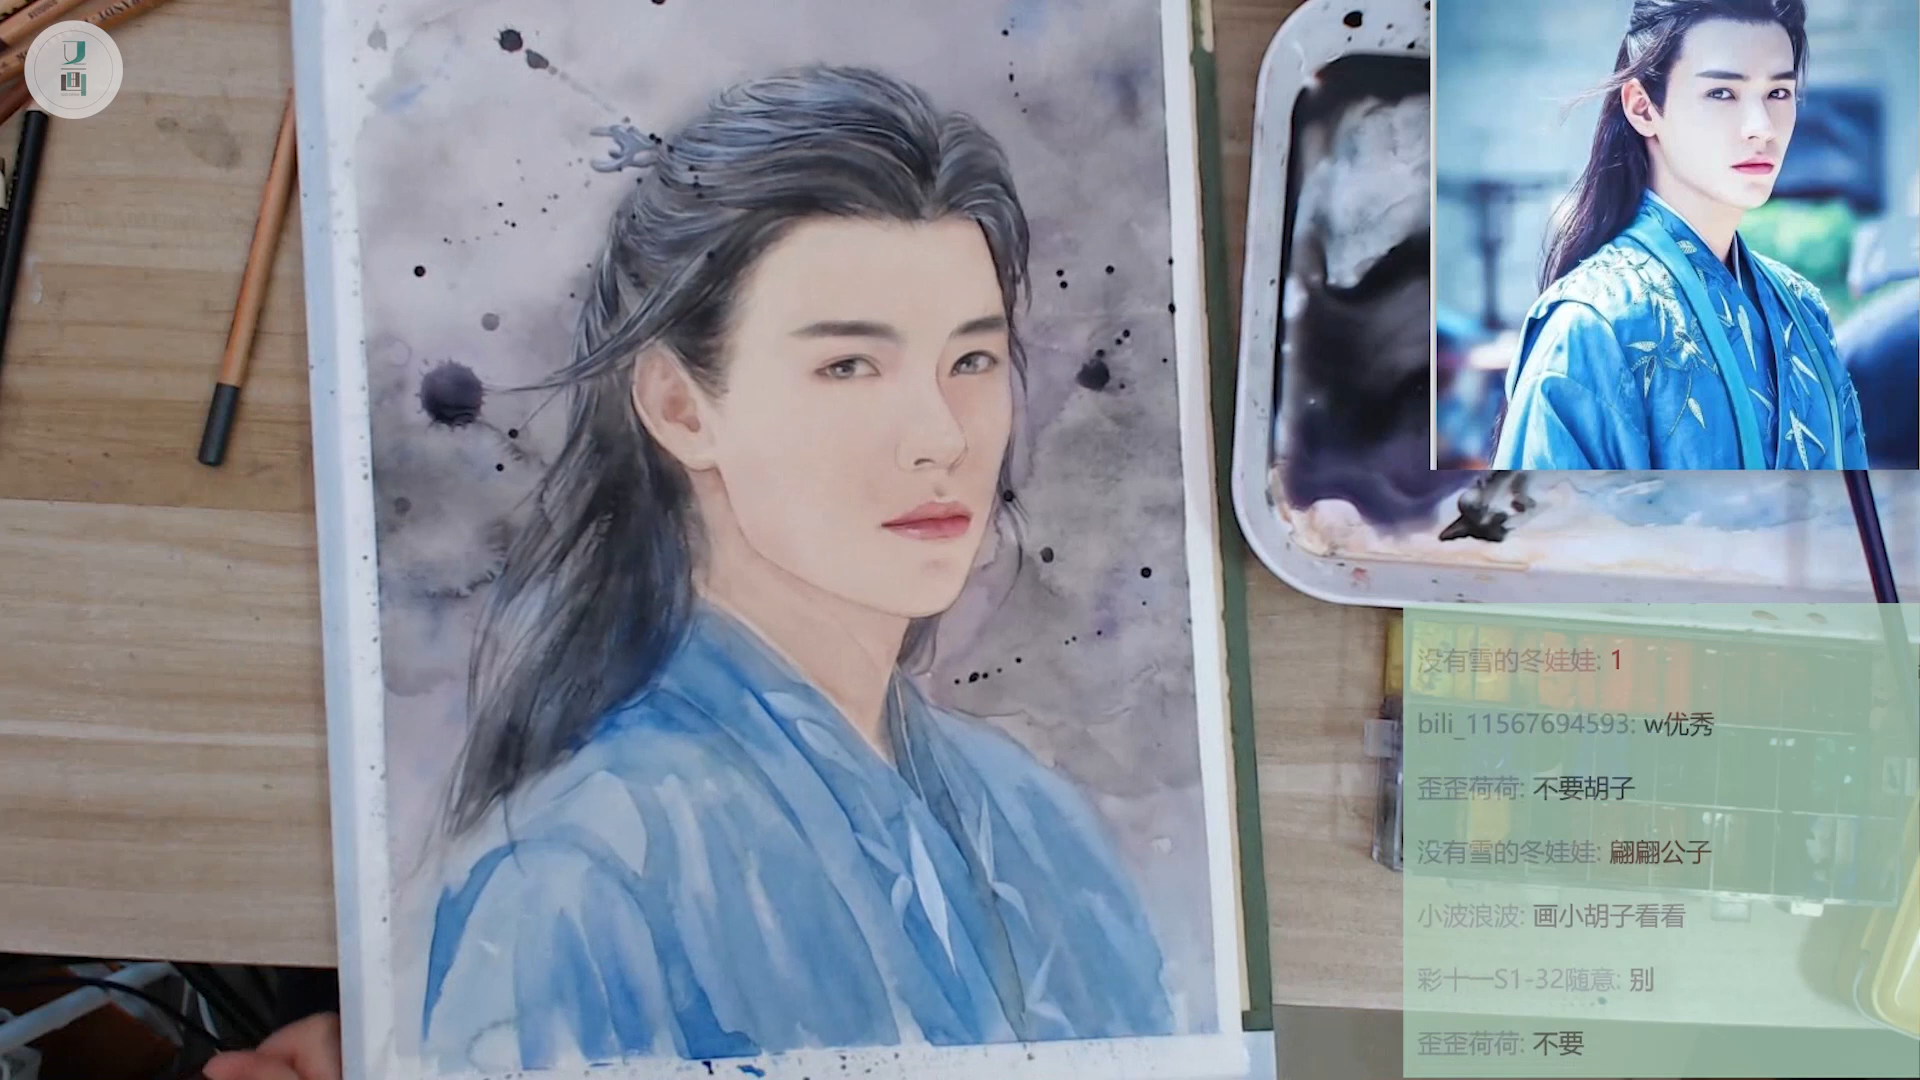 没有雪的冬娃娃: 1
bili_11567694593: w优秀
歪歪荷荷: 不要胡子
没有雪的冬娃娃: 翩翩公子
小波浪波: 画小胡子看看
彩十一S1-32随意: 别
歪歪荷荷: 不要